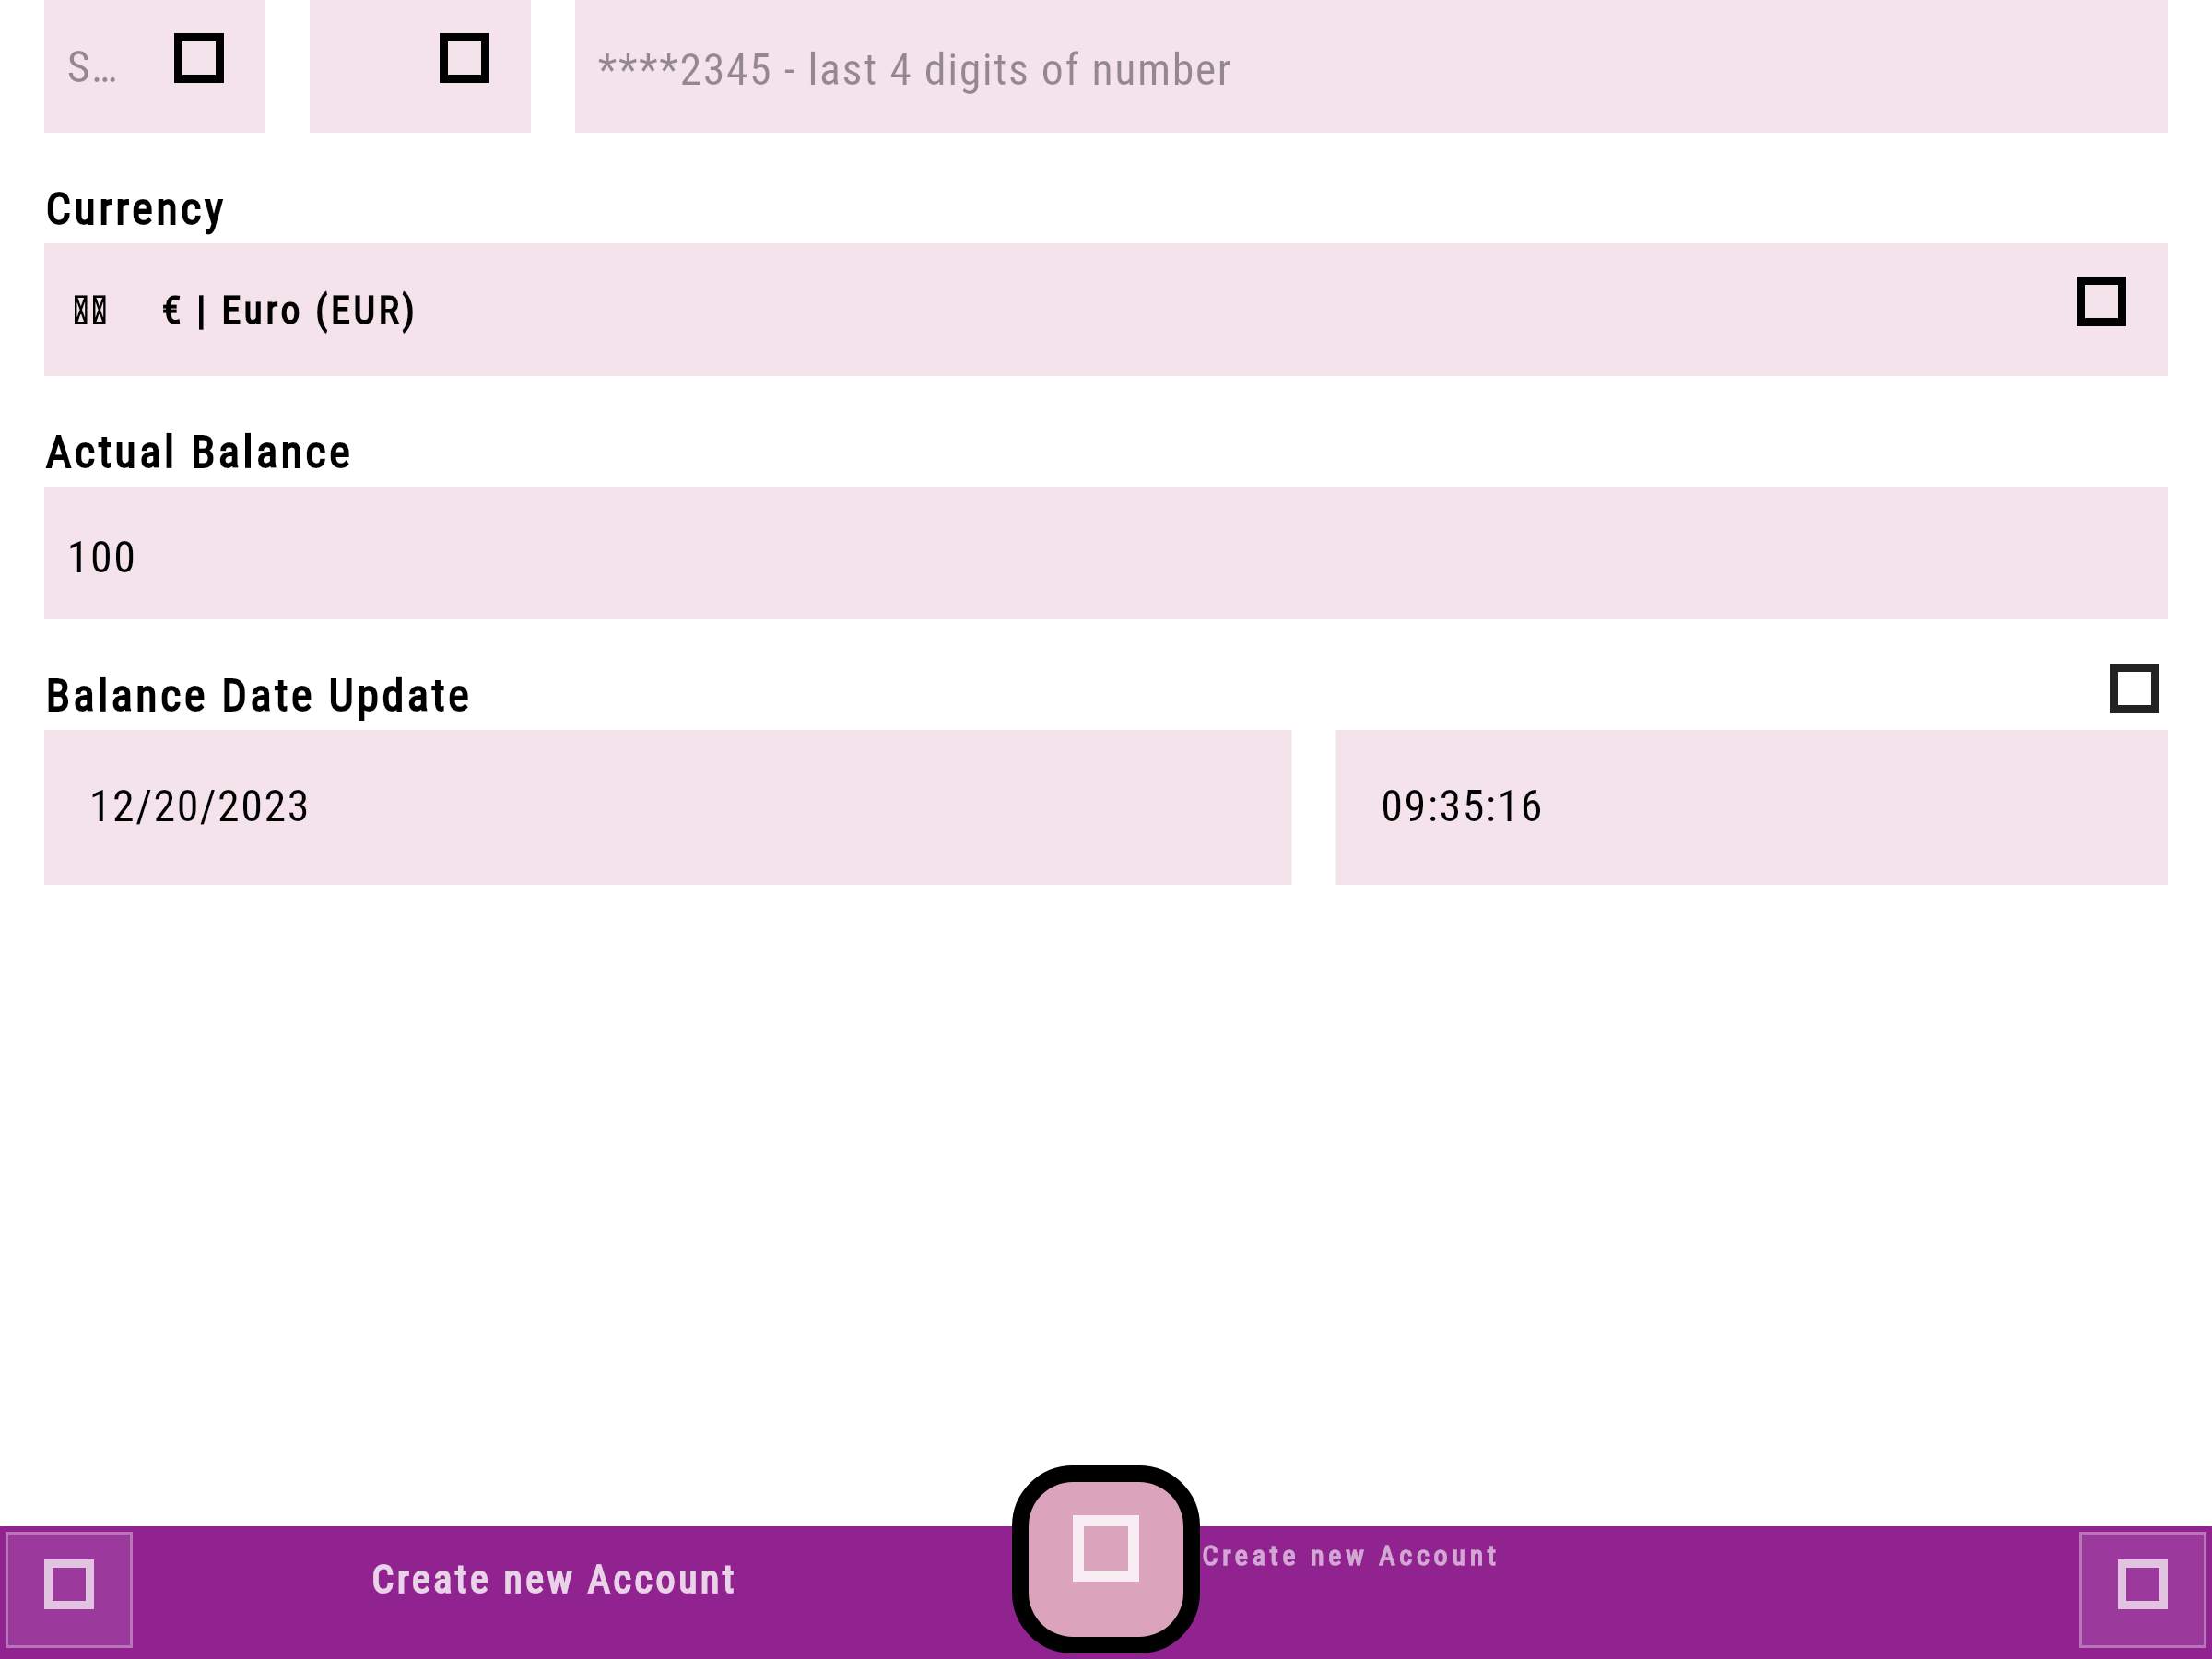 S…
****2345 - last 4 digits of number
Currency
€ | Euro (EUR)
Actual Balance
100
Balance Date Update
12/20/2023
09:35:16
Create new Account
Create new Account